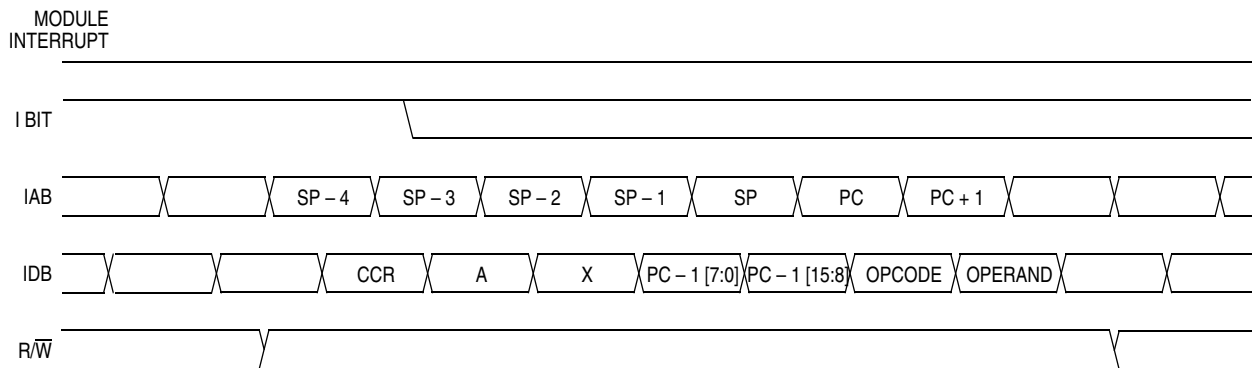 MODULE
INTERRUPT
I BIT
IAB SP – 4 SP – 3 SP – 2 SP – 1 SP PC PC + 1
IDB CCR A X PC – 1 [7:0] PC – 1 [15:8] OPCODE OPERAND
R/W̅